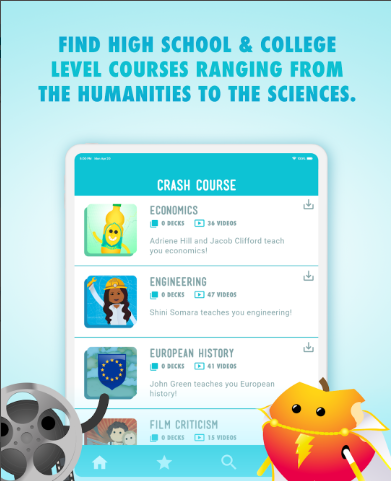 FIND HIGH SCHOOL & COLLEGE
LEVEL COURSES RANGING FROM
THE HUMANITIES TO THE SCIENCES.
CRASH COURSE
ECONOMICS
0 DECKS 36 VIDEOS
Adriene Hill and Jacob Clifford teach
you economics!
ENGINEERING
0 DECKS 47 VIDEOS
Shini Somara teaches you engineering!
EUROPEAN HISTORY
0 DECKS 41 VIDEOS
John Green teaches you European
history!
FILM CRITICISM
0 DECKS 15 VIDEOS